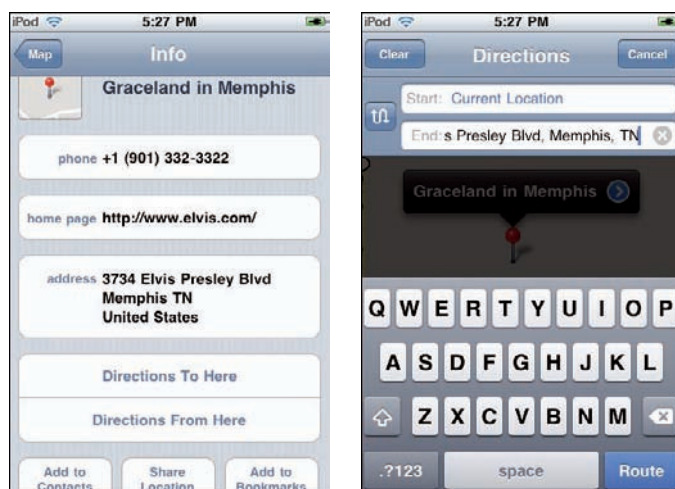 iPod 5:27 PM
Map Info
Graceland in Memphis
phone +1 (901) 332-3322
home page http://www.elvis.com/
address 3734 Elvis Presley Blvd
Memphis TN
United States
Directions To Here
Directions From Here
Add to
Contacts
Share
Location
Add to
Bookmarks
iPod 5:27 PM
Clear Directions Cancel
Start: Current Location
End: s Presley Blvd, Memphis, TN
Graceland in Memphis
Q W E R T Y U I O P
A S D F G H J K L
Z X C V B N M
.?123 space Route